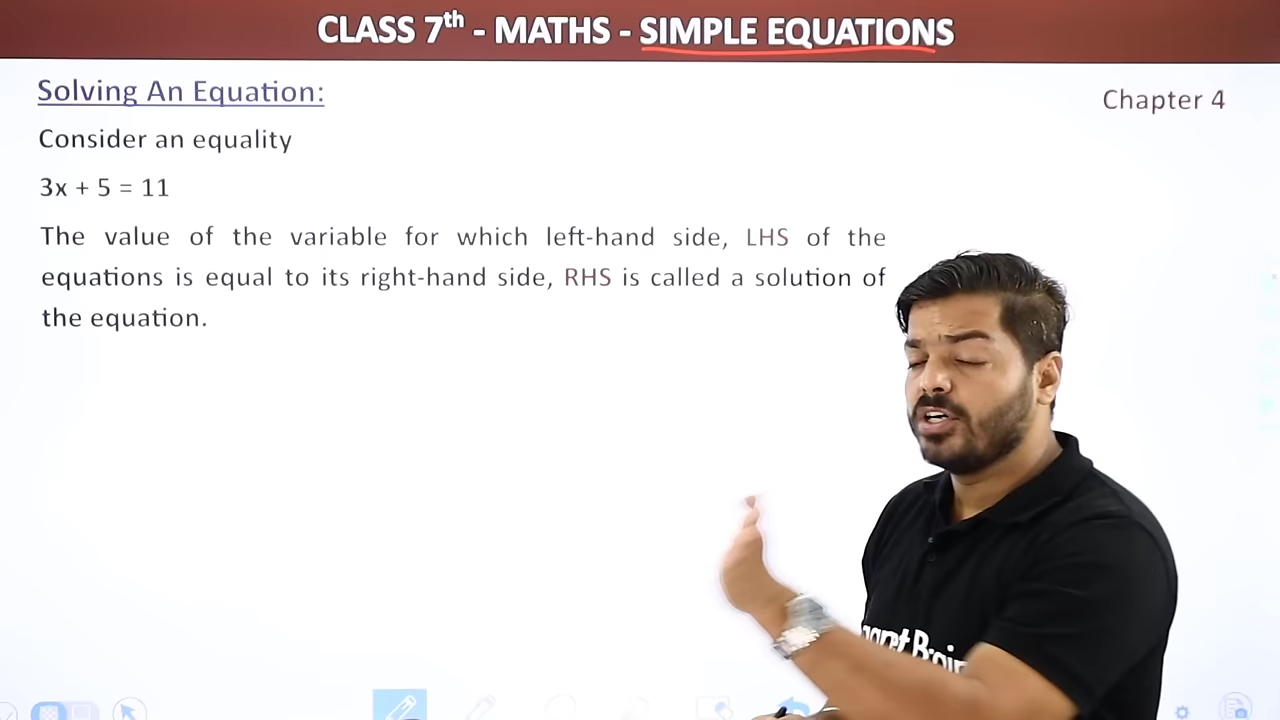 CLASS 7th - MATHS - SIMPLE EQUATIONS
Solving An Equation:
Chapter 4
Consider an equality
3x + 5 = 11
The value of the variable for which left-hand side, LHS of the
equations is equal to its right-hand side, RHS is called a solution of
the equation.